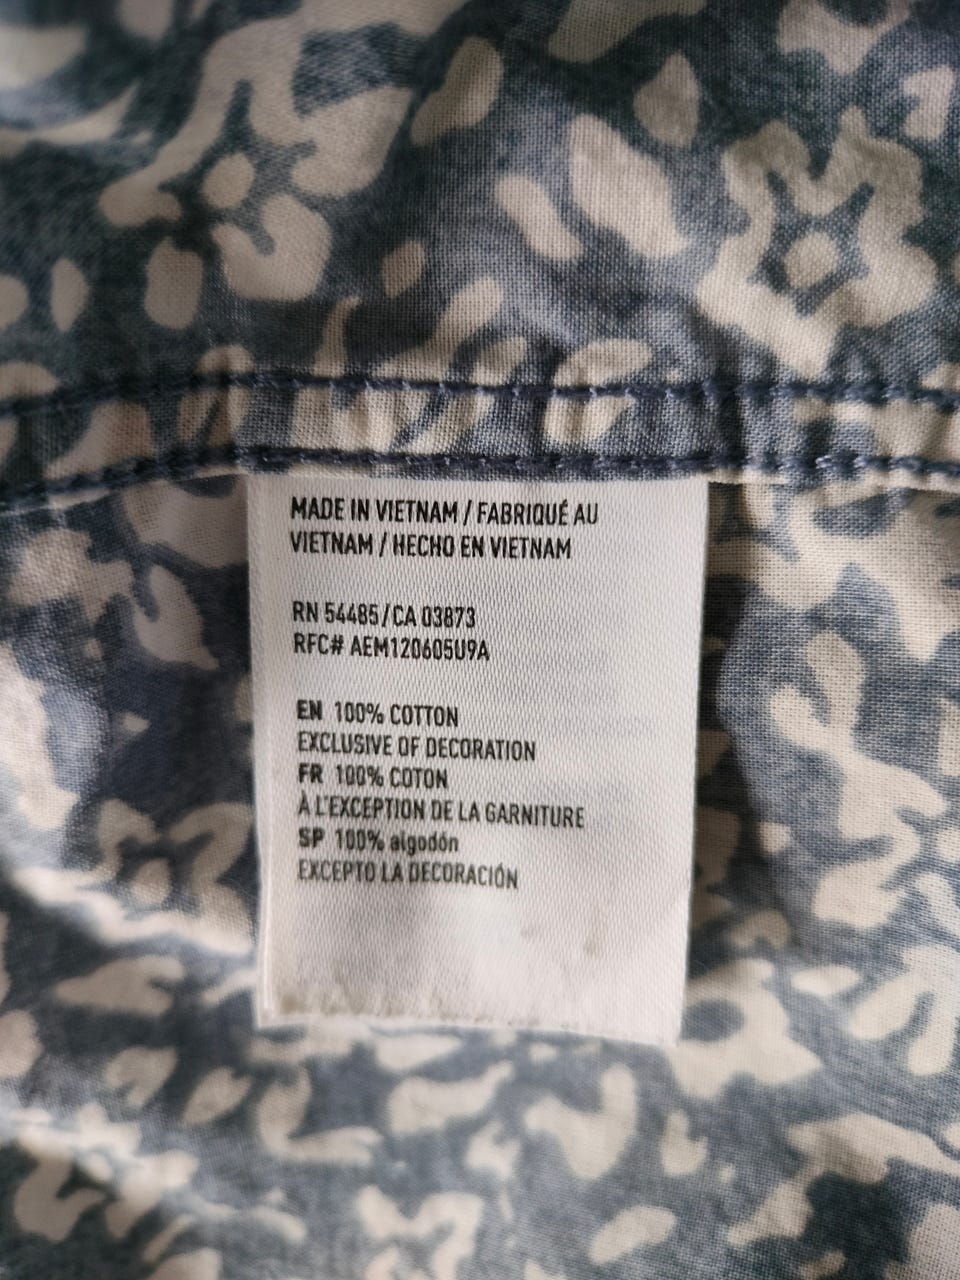 MADE IN VIETNAM / FABRIQUÉ AU
VIETNAM / HECHO EN VIETNAM
RN 54485/CA 03873
RFC# AEM120605U9A
EN 100% COTTON
EXCLUSIVE OF DECORATION
FR 100% COTON
À L'EXCEPTION DE LA GARNITURE
SP 100% algodón
EXCEPTO LA DECORACIÓN